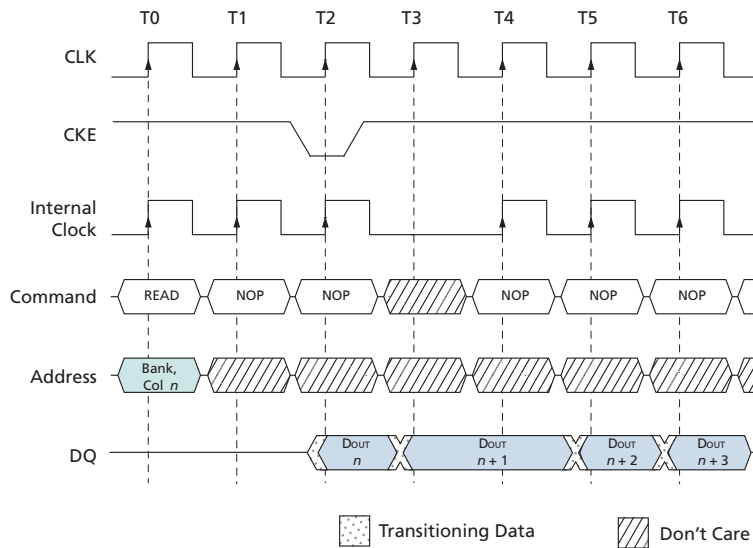 T0 T1 T2 T3 T4 T5 T6
CLK
CKE
Internal
Clock
Command READ NOP NOP NOP NOP NOP
Address Bank,
Col n
DQ DOUT DOUT DOUT DOUT
n n + 1 n + 2 n + 3
Transitioning Data Don't Care